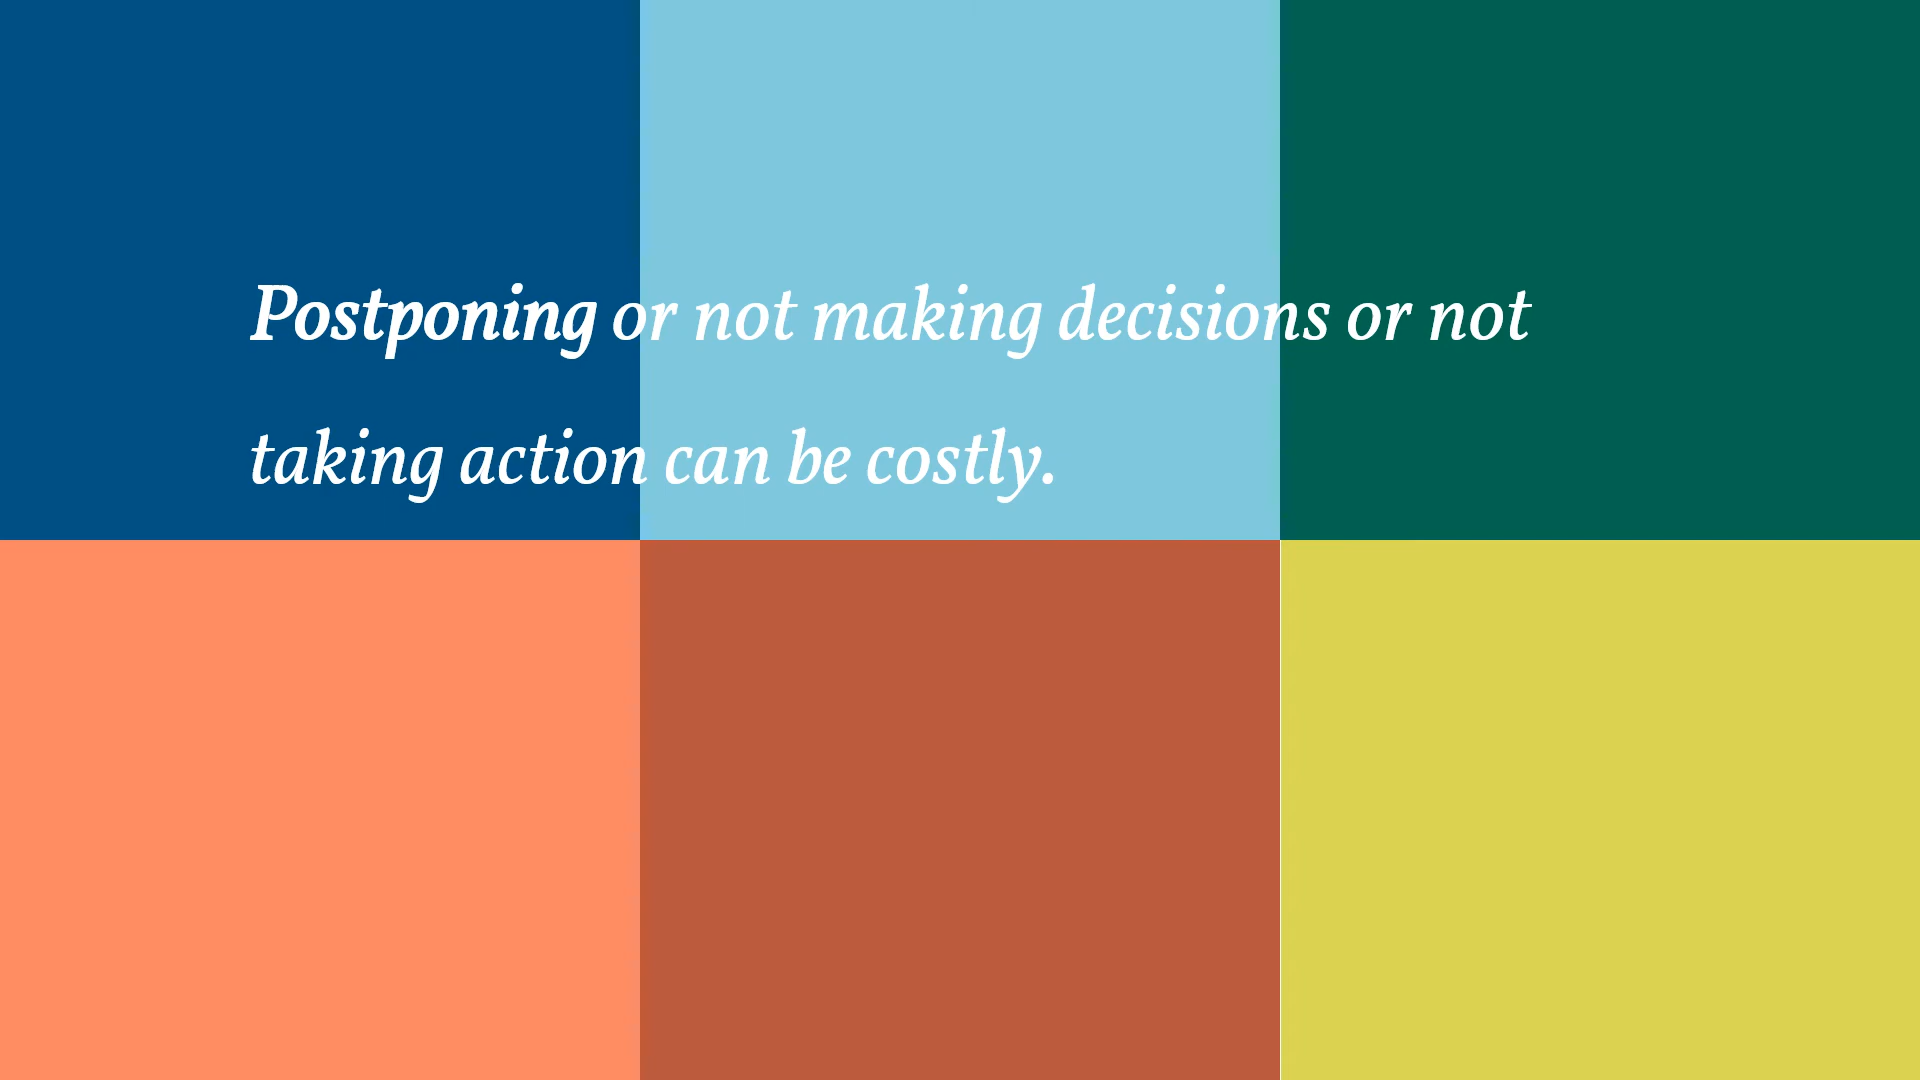 Postponing or not making decisions or not
taking action can be costly.